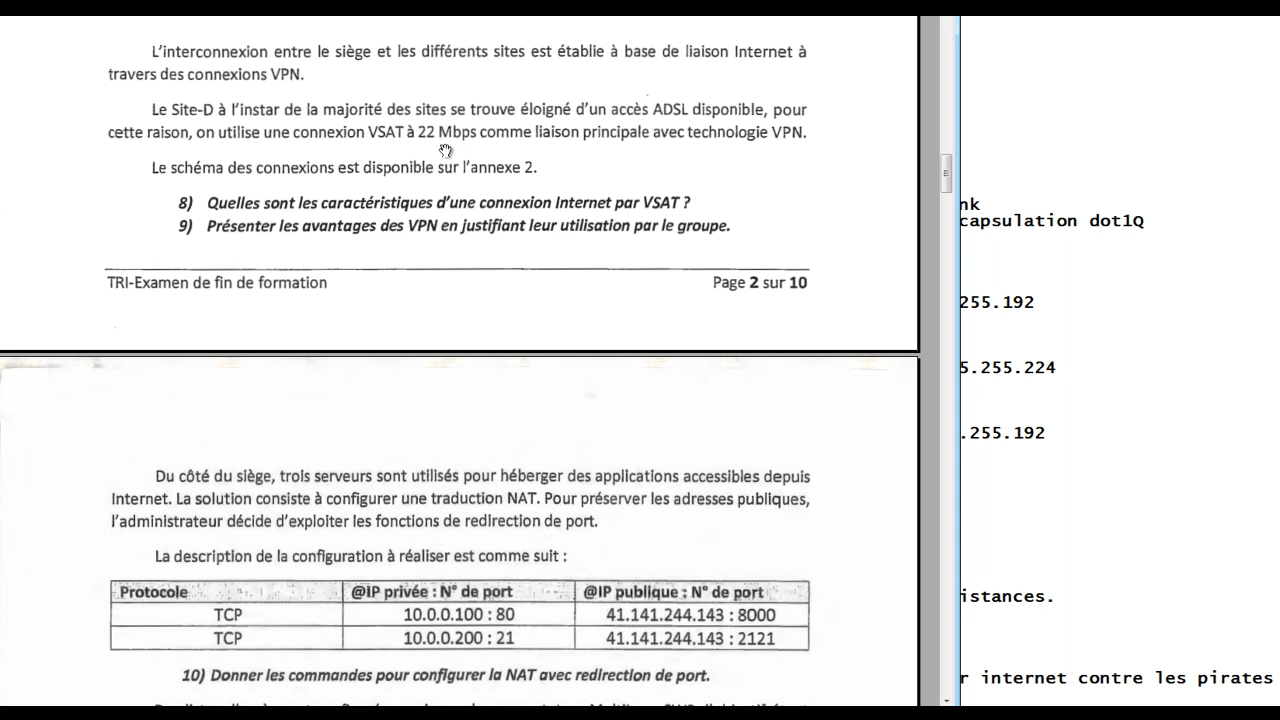 L'interconnexion entre le siège et les différents sites est établie à base de liaison Internet à
travers des connexions VPN.
Le Site-D à l'instar de la majorité des sites se trouve éloigné d'un accès ADSL disponible, pour
cette raison, on utilise une connexion VSAT à 22 Mbps comme liaison principale avec technologie VPN.
Le schéma des connexions est disponible sur l'annexe 2.
8) Quelles sont les caractéristiques d'une connexion Internet par VSAT ?
9) Présenter les avantages des VPN en justifiant leur utilisation par le groupe.
TRI-Examen de fin de formation Page 2 sur 10
Du côté du siège, trois serveurs sont utilisés pour héberger des applications accessibles depuis
Internet. La solution consiste à configurer une traduction NAT. Pour préserver les adresses publiques,
l'administrateur décide d'exploiter les fonctions de redirection de port.
La description de la configuration à réaliser est comme suit :
Protocole @IP privée : N° de port @IP publique : N° de port
TCP 10.0.0.100 : 80 41.141.244.143 : 8000
TCP 10.0.0.200 : 21 41.141.244.143 : 2121
10) Donner les commandes pour configurer la NAT avec redirection de port.
nk
capsulation dot1Q
255.192
5.255.224
.255.192
istances.
r internet contre les pirates